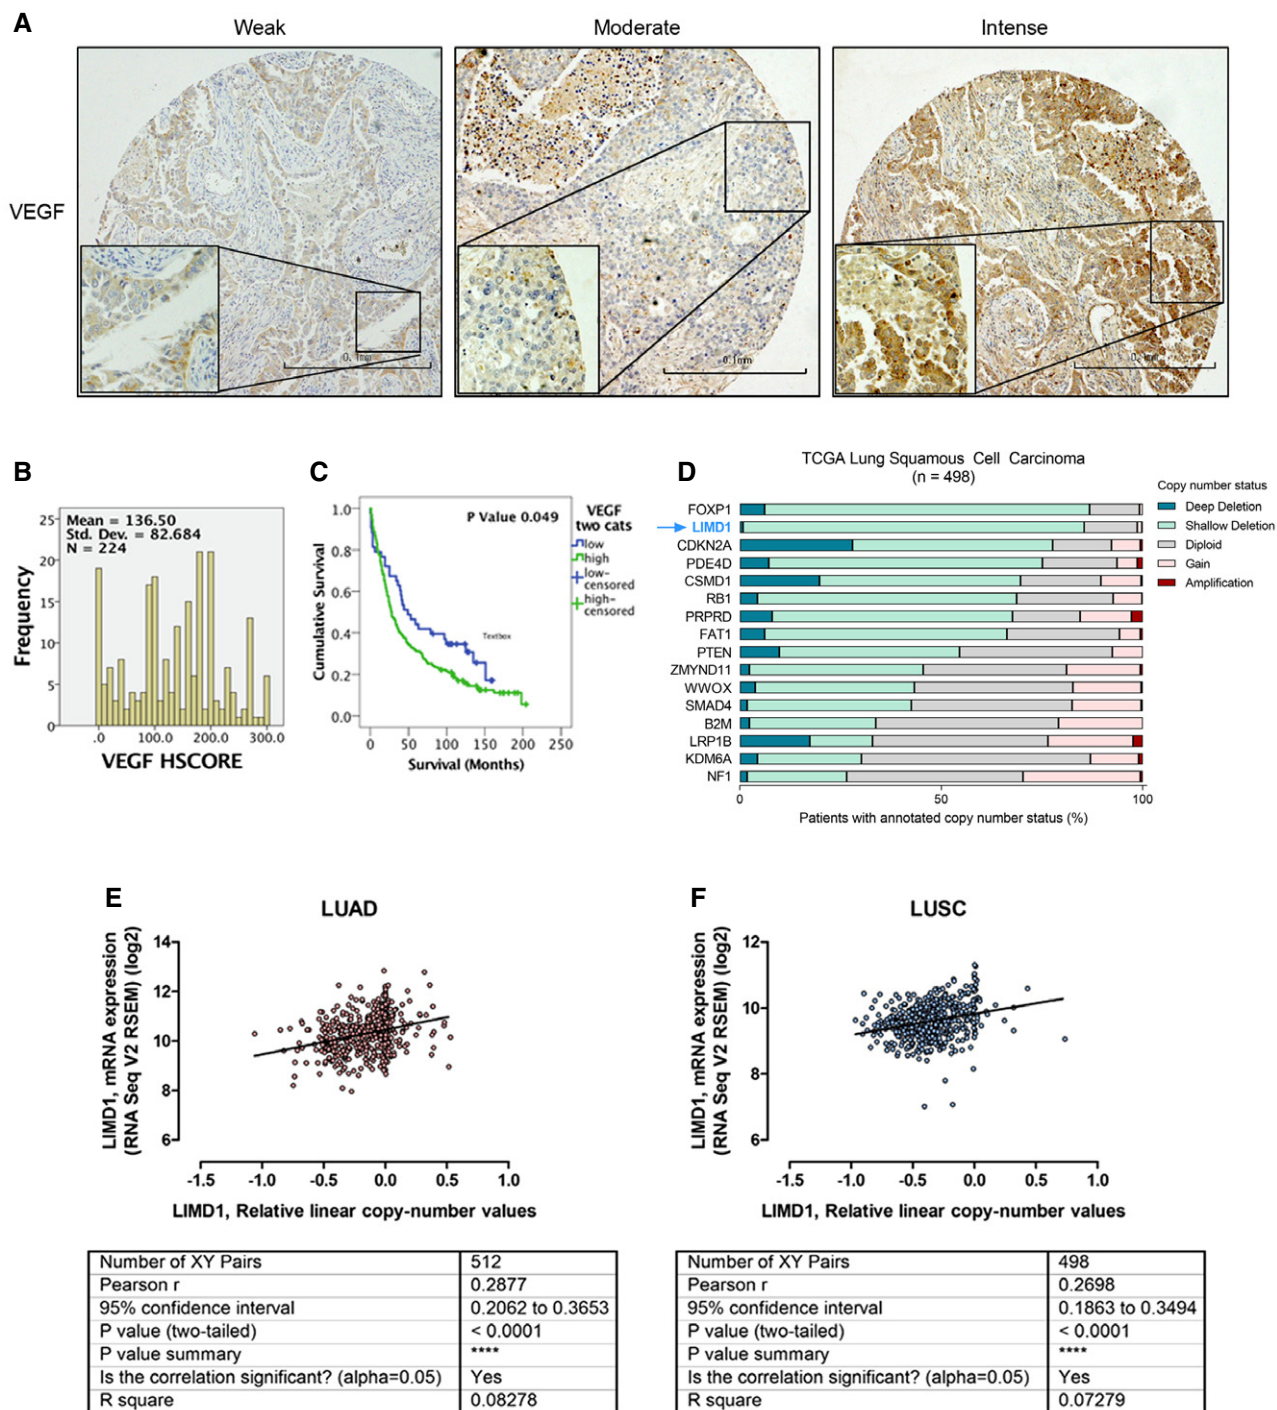 A
Weak
Moderate
Intense
VEGF
0.1mm
0.1mm
0.1mm
B
Mean = 136.50
Std. Dev. = 82.684
N = 224
25
20
15
10
5
0
Frequency
.0 100.0 200.0 300.0
VEGF HSCORE
C
P Value 0.049
VEGF
two cats
low
high
low-
censored
high-
censored
Textbox
1.0
0.8
0.6
0.4
0.2
0.0
Cumulative Survival
0 50 100 150 200 250
Survival (Months)
D
TCGA Lung Squamous Cell Carcinoma
(n = 498)
Copy number status
Deep Deletion
Shallow Deletion
Diploid
Gain
Amplification
FOXP1
LIMD1
CDKN2A
PDE4D
CSMD1
RB1
PRPRD
FAT1
PTEN
ZMYND11
WWOX
SMAD4
B2M
LRP1B
KDM6A
NF1
0 50 100
Patients with annotated copy number status (%)
E
LUAD
LIMD1, mRNA expression
(RNA Seq V2 RSEM) (log2)
14
12
10
8
6
-1.5 -1.0 -0.5 0.0 0.5 1.0
LIMD1, Relative linear copy-number values
Number of XY Pairs 512
Pearson r 0.2877
95% confidence interval 0.2062 to 0.3653
P value (two-tailed) < 0.0001
P value summary ****
Is the correlation significant? (alpha=0.05) Yes
R square 0.08278
F
LUSC
LIMD1, mRNA expression
(RNA Seq V2 RSEM) (log2)
12
10
8
6
-1.5 -1.0 -0.5 0.0 0.5 1.0
LIMD1, Relative linear copy-number values
Number of XY Pairs 498
Pearson r 0.2698
95% confidence interval 0.1863 to 0.3494
P value (two-tailed) < 0.0001
P value summary ****
Is the correlation significant? (alpha=0.05) Yes
R square 0.07279